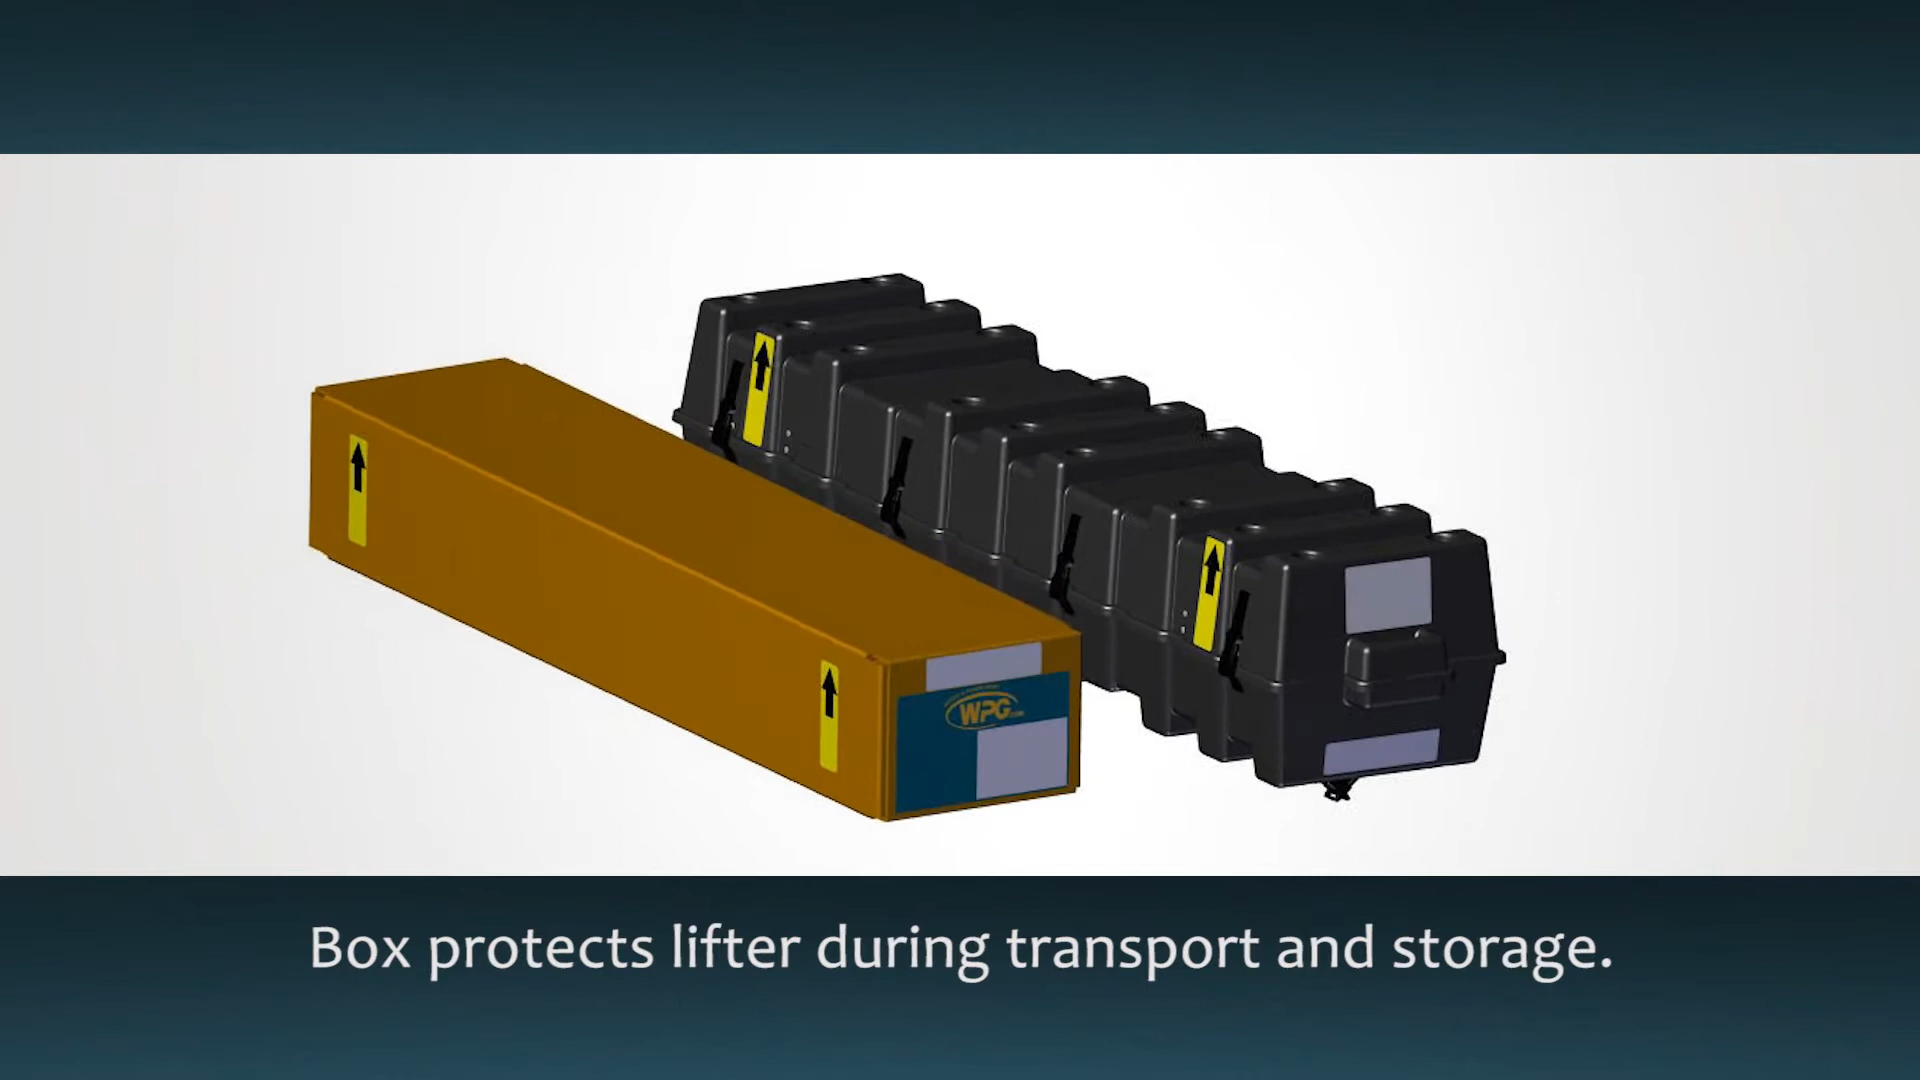 WPG
Box protects lifter during transport and storage.